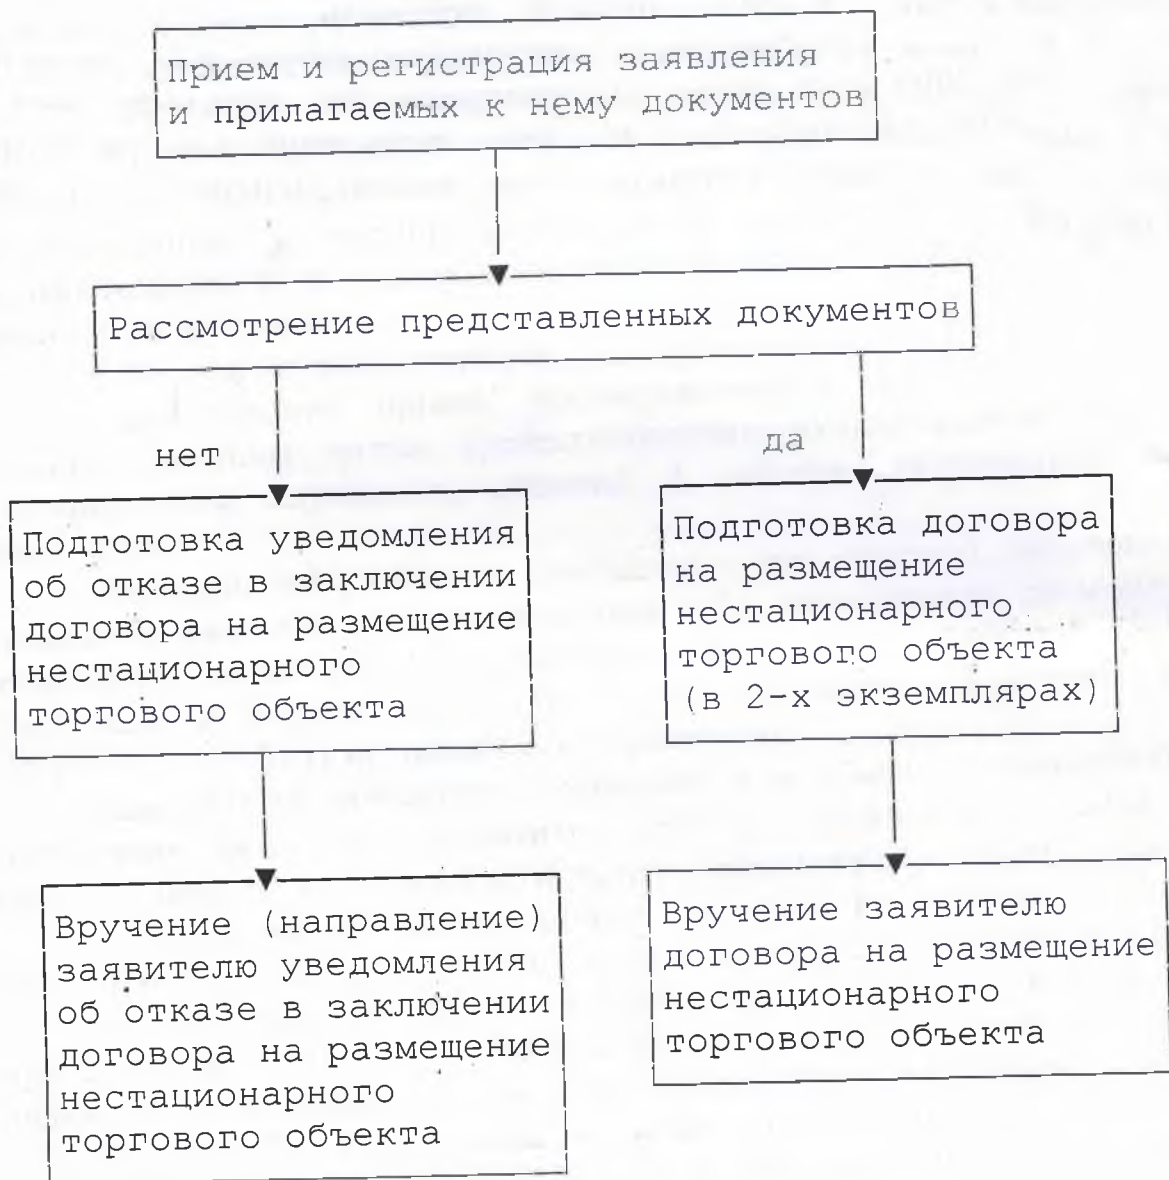 Прием и регистрация заявления
и прилагаемых к нему документов
Рассмотрение представленных документов
нет
да
Подготовка уведомления
об отказе в заключении
договора на размещение
нестационарного
торгового объекта
Подготовка договора
на размещение
нестационарного
торгового объекта
(в 2-х экземплярах)
Вручение (направление)
заявителю уведомления
об отказе в заключении
договора на размещение
нестационарного
торгового объекта
Вручение заявителю
договора на размещение
нестационарного
торгового объекта